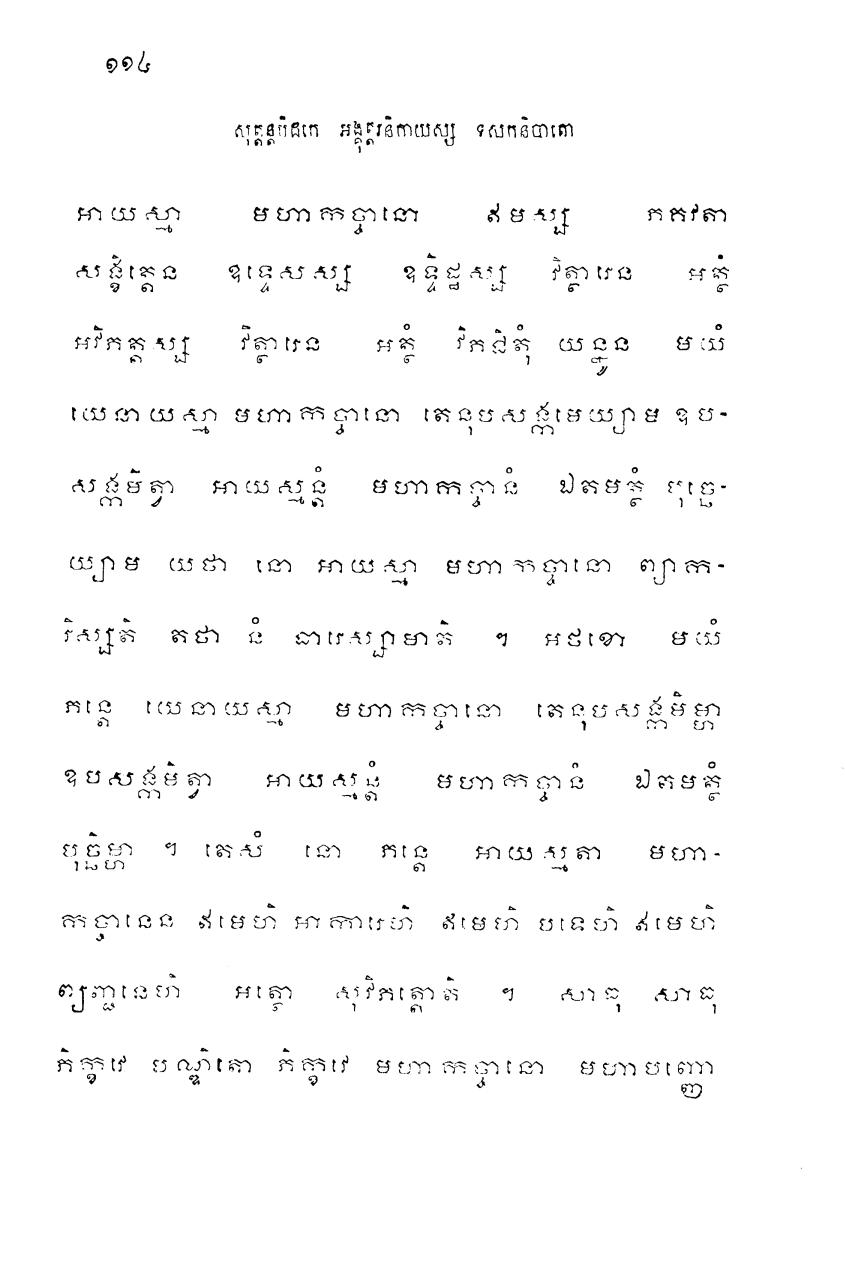 ១១៤
សុត្តន្តបិដកេ អង្គុត្តរនិកាយស្ស ទសកនិបាតោ
អាយស្មា មហាកច្ចានោ ឥមស្ស ភគវតា
សង្ខិត្តេន ឧទ្ទេសស្ស ឧទ្ទិដ្ឋស្ស វិត្ថារេន អត្ថំ
អវិភត្តស្ស វិត្ថារេន អត្ថំ វិភជិតុំ យន្នូន មយំ
យេនាយស្មា មហាកច្ចានោ តេនុបសង្កមេយ្យាម ឧប-
សង្កមិត្វា អាយស្មន្តំ មហាកច្ចានំ ឯតមត្ថំ បុច្ឆេ-
យ្យាម យថា នោ អាយស្មា មហាកច្ចានោ ព្យាក-
រិស្សតិ តថា នំ ធារេស្សាមាតិ ។ អថខោ មយំ
ភន្តេ យេនាយស្មា មហាកច្ចានោ តេនុបសង្កមិម្ហា
ឧបសង្កមិត្វា អាយស្មន្តំ មហាកច្ចានំ ឯតមត្ថំ
បុច្ឆិម្ហា ។ តេសំ នោ ភន្តេ អាយស្មតា មហា-
កច្ចានេន ឥមេហិ អាការេហិ ឥមេហិ បទេហិ ឥមេហិ
ព្យញ្ជនេហិ អត្ថោ សុវិភត្តោតិ ។ សាធុ សាធុ
ភិក្ខវេ បណ្ឌិតោ ភិក្ខវេ មហាកច្ចានោ មហាបញ្ញោ